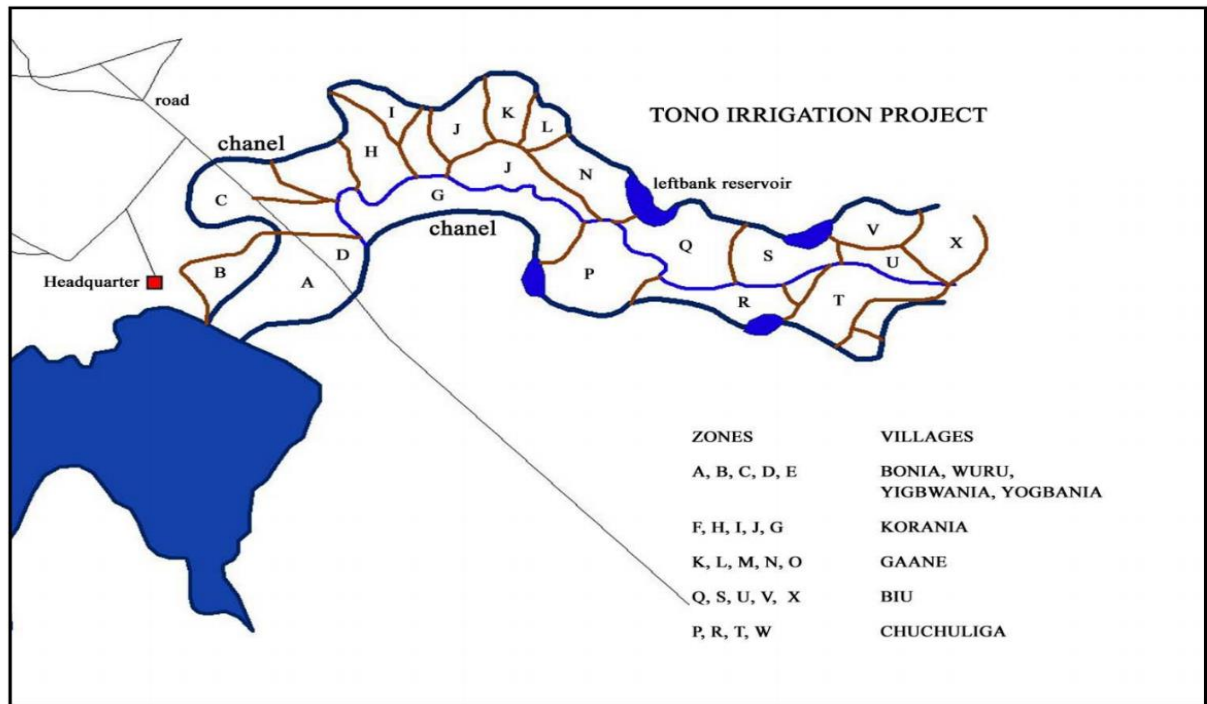 TONO IRRIGATION PROJECT
road
chanel
I
K
J
L
H
N
J
leftbank reservoir
C
G
chanel
V
X
Q
S
U
D
B
A
P
Headquarter
R
T
ZONES VILLAGES
A, B, C, D, E BONIA, WURU,
YIGBWANIA, YOGBANIA
F, H, I, J, G KORANIA
K, L, M, N, O GAANE
Q, S, U, V, X BIU
P, R, T, W CHUCHULIGA